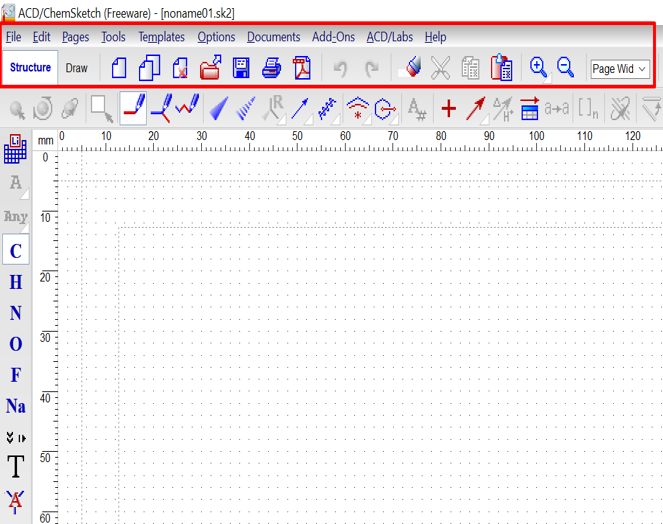 ACD/ChemSketch (Freeware) - [noname01.sk2]
File Edit Pages Tools Templates Options Documents Add-Ons ACD/Labs Help
Structure Draw Page Wid
R A# H+ a→a [ ]n
Li mm 0 10 20 30 40 50 60 70 80 90 100 110 120
0
A
Any
10
C
H
20
N
30
O
F
40
Na
50
T
A
60